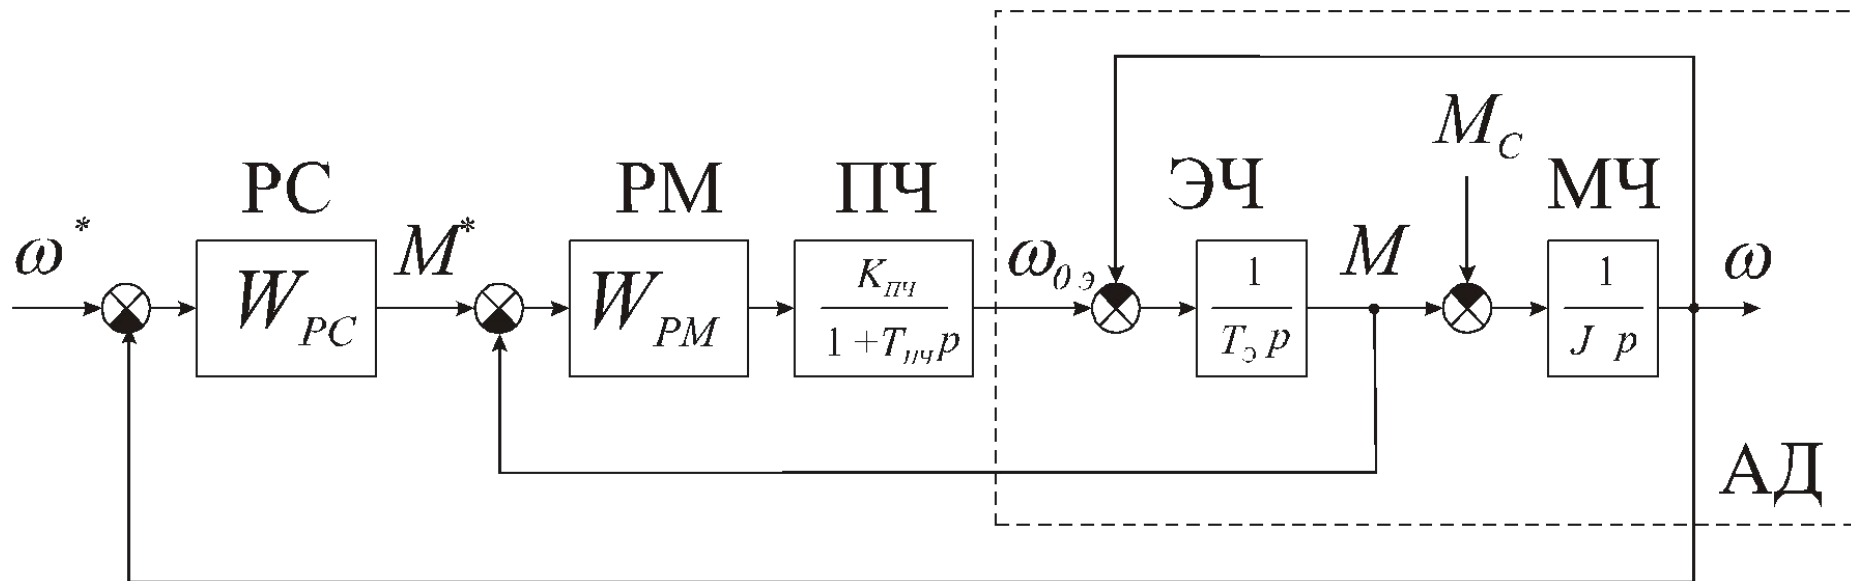 РС
РМ
ПЧ
ЭЧ
M_C
МЧ
ω*
W_PC
M*
W_PM
K_ПЧ
1 + T_ПЧ p
ω_0э
1
T_Э p
M
1
J p
ω
АД